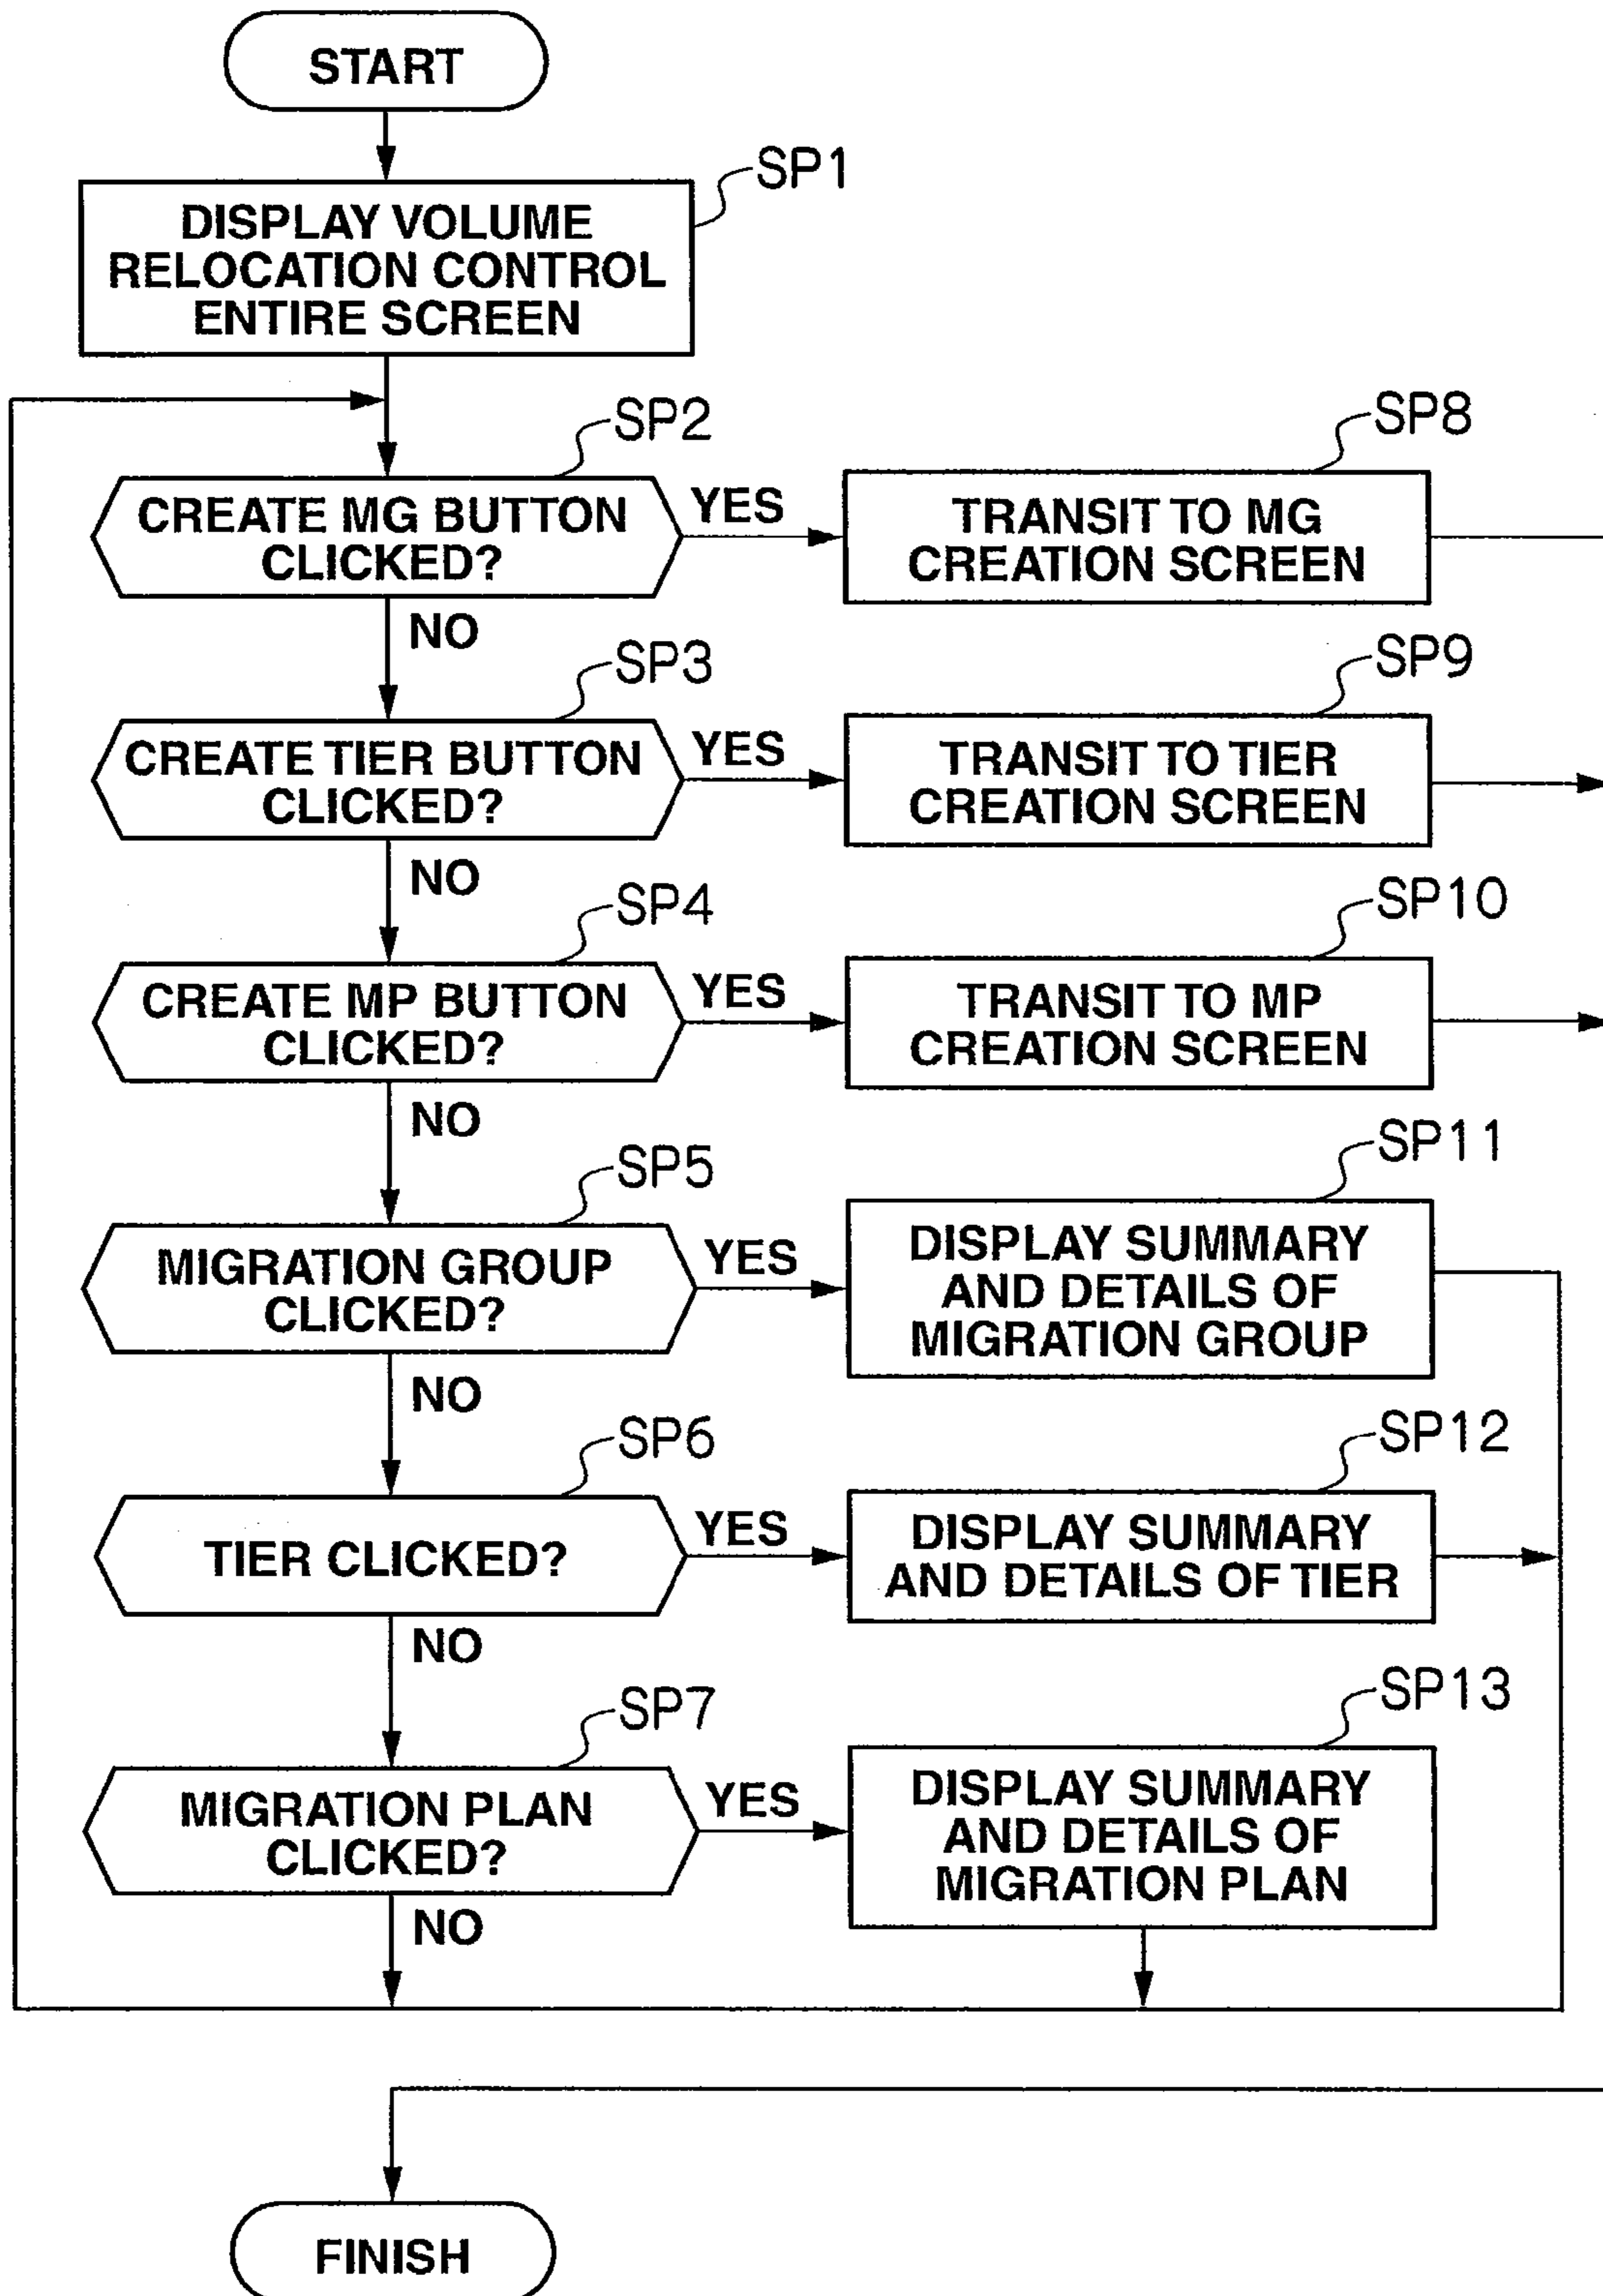 START
SP1
DISPLAY VOLUME
RELOCATION CONTROL
ENTIRE SCREEN
SP2
CREATE MG BUTTON
CLICKED?
YES
SP8
TRANSIT TO MG
CREATION SCREEN
NO
SP3
CREATE TIER BUTTON
CLICKED?
YES
SP9
TRANSIT TO TIER
CREATION SCREEN
NO
SP4
CREATE MP BUTTON
CLICKED?
YES
SP10
TRANSIT TO MP
CREATION SCREEN
NO
SP5
MIGRATION GROUP
CLICKED?
YES
SP11
DISPLAY SUMMARY
AND DETAILS OF
MIGRATION GROUP
NO
SP6
TIER CLICKED?
YES
SP12
DISPLAY SUMMARY
AND DETAILS OF TIER
NO
SP7
MIGRATION PLAN
CLICKED?
YES
SP13
DISPLAY SUMMARY
AND DETAILS OF
MIGRATION PLAN
NO
FINISH